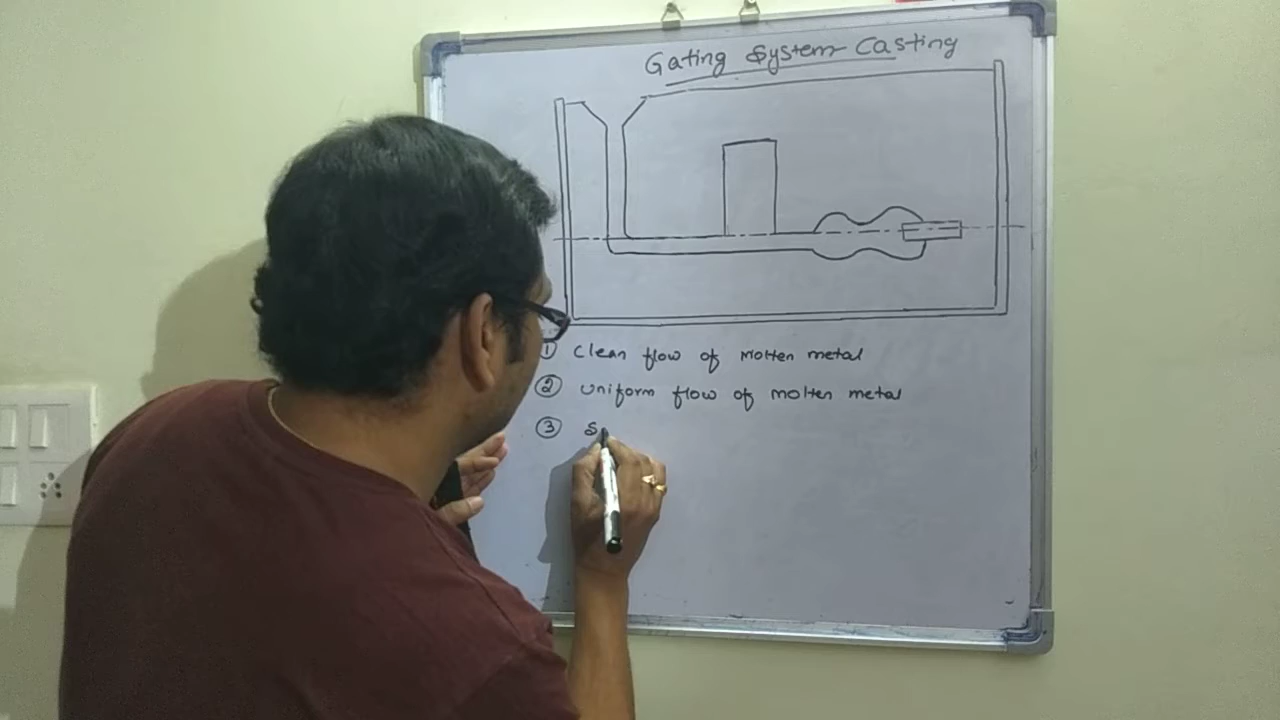 Gating System Casting
① Clean flow of molten metal
② Uniform flow of molten metal
③ S